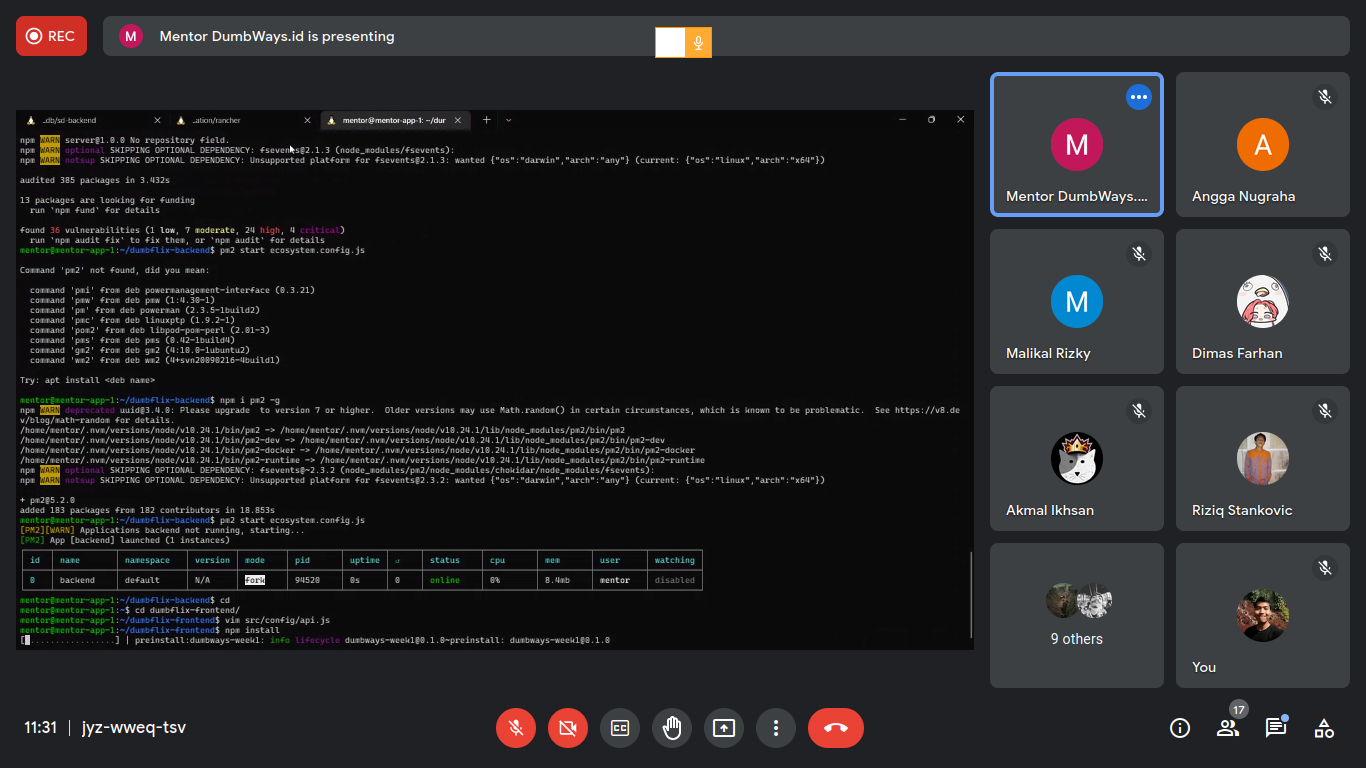 REC
M
Mentor DumbWays.id is presenting
..db/sd-backend
..ation/rancher
mentor@mentor-app-1: ~/dur
npm WARN server@1.0.0 No repository field.
npm WARN optional SKIPPING OPTIONAL DEPENDENCY: fsevents@2.1.3 (node_modules/fsevents):
npm WARN notsup SKIPPING OPTIONAL DEPENDENCY: Unsupported platform for fsevents@2.1.3: wanted {"os":"darwin","arch":"any"} (current: {"os":"linux","arch":"x64"})
audited 385 packages in 3.432s
13 packages are looking for funding
run `npm fund` for details
found 36 vulnerabilities (1 low, 7 moderate, 24 high, 4 critical)
run `npm audit fix` to fix them, or `npm audit` for details
mentor@mentor-app-1:~/dumbflix-backend$ pm2 start ecosystem.config.js
Command 'pm2' not found, did you mean:
command 'pmi' from deb powermanagement-interface (0.3.21)
command 'pmw' from deb pmw (1:4.30-1)
command 'pm' from deb powerman (2.3.5-1build2)
command 'pmc' from deb linuxptp (1.9.2-1)
command 'pom2' from deb libpod-pom-perl (2.01-3)
command 'pms' from deb pms (0.42-1build4)
command 'gm2' from deb gm2 (4:10.0-1ubuntu2)
command 'wm2' from deb wm2 (4+svn20090216-4build1)
Try: apt install <deb name>
mentor@mentor-app-1:~/dumbflix-backend$ npm i pm2 -g
npm WARN deprecated uuid@3.4.0: Please upgrade  to version 7 or higher.  Older versions may use Math.random() in certain circumstances, which is known to be problematic.  See https://v8.de
v/blog/math-random for details.
/home/mentor/.nvm/versions/node/v10.24.1/bin/pm2 -> /home/mentor/.nvm/versions/node/v10.24.1/lib/node_modules/pm2/bin/pm2
/home/mentor/.nvm/versions/node/v10.24.1/bin/pm2-dev -> /home/mentor/.nvm/versions/node/v10.24.1/lib/node_modules/pm2/bin/pm2-dev
/home/mentor/.nvm/versions/node/v10.24.1/bin/pm2-docker -> /home/mentor/.nvm/versions/node/v10.24.1/lib/node_modules/pm2/bin/pm2-docker
/home/mentor/.nvm/versions/node/v10.24.1/bin/pm2-runtime -> /home/mentor/.nvm/versions/node/v10.24.1/lib/node_modules/pm2/bin/pm2-runtime
npm WARN optional SKIPPING OPTIONAL DEPENDENCY: fsevents@~2.3.2 (node_modules/pm2/node_modules/chokidar/node_modules/fsevents):
npm WARN notsup SKIPPING OPTIONAL DEPENDENCY: Unsupported platform for fsevents@2.3.2: wanted {"os":"darwin","arch":"any"} (current: {"os":"linux","arch":"x64"})
+ pm2@5.2.0
added 183 packages from 182 contributors in 18.853s
mentor@mentor-app-1:~/dumbflix-backend$ pm2 start ecosystem.config.js
[PM2][WARN] Applications backend not running, starting...
[PM2] App [backend] launched (1 instances)
id name namespace version mode pid uptime ↺ status cpu mem user watching
0 backend default N/A fork 94520 0s 0 online 0% 8.4mb mentor disabled
mentor@mentor-app-1:~/dumbflix-backend$ cd
mentor@mentor-app-1:~$ cd dumbflix-frontend/
mentor@mentor-app-1:~/dumbflix-frontend$ vim src/config/api.js
mentor@mentor-app-1:~/dumbflix-frontend$ npm install
[ .................] | preinstall:dumbways-week1: info lifecycle dumbways-week1@0.1.0~preinstall: dumbways-week1@0.1.0
M
Mentor DumbWays....
A
Angga Nugraha
M
Malikal Rizky
Dimas Farhan
Akmal Ikhsan
Riziq Stankovic
9 others
You
11:31 | jyz-wweq-tsv
CC
17